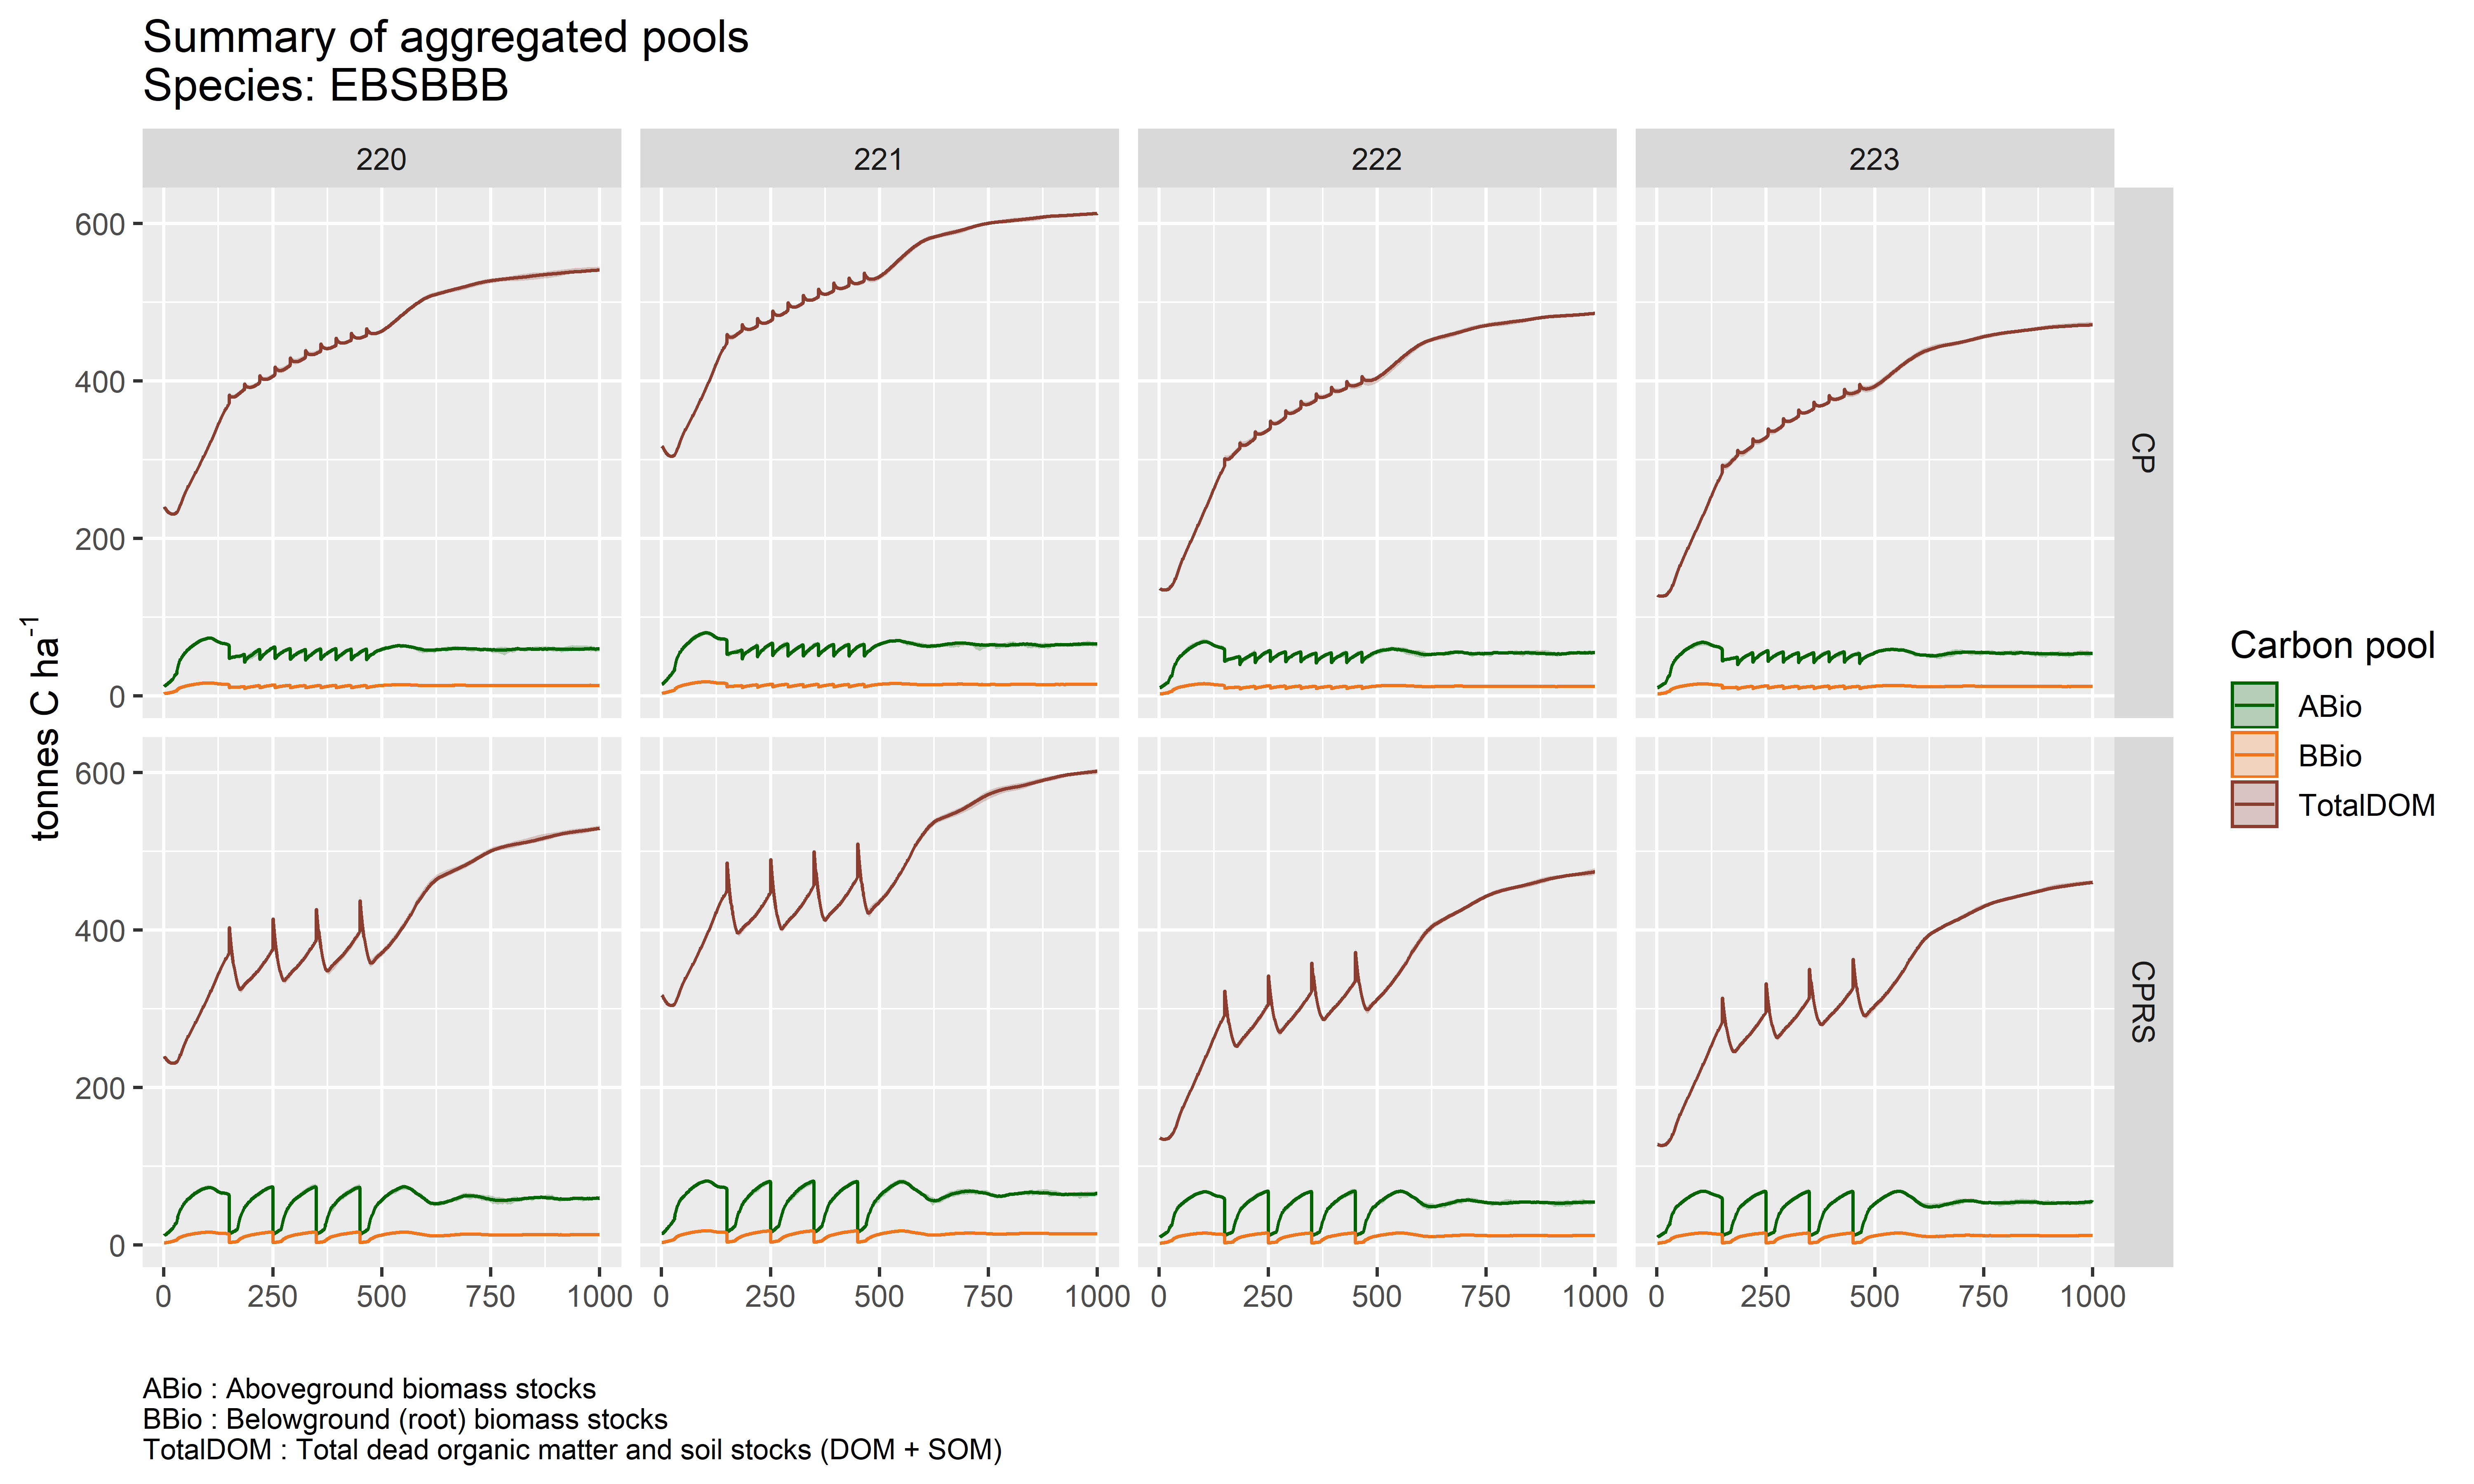 Summary of aggregated pools
Species: EBSBBB
220 221 222 223
600
400
200
0
CP
600
400
200
0
CPRS
tonnes C ha⁻¹
0 250 500 750 1000 0 250 500 750 1000 0 250 500 750 1000 0 250 500 750 1000
Carbon pool
ABio
BBio
TotalDOM
ABio : Aboveground biomass stocks
BBio : Belowground (root) biomass stocks
TotalDOM : Total dead organic matter and soil stocks (DOM + SOM)